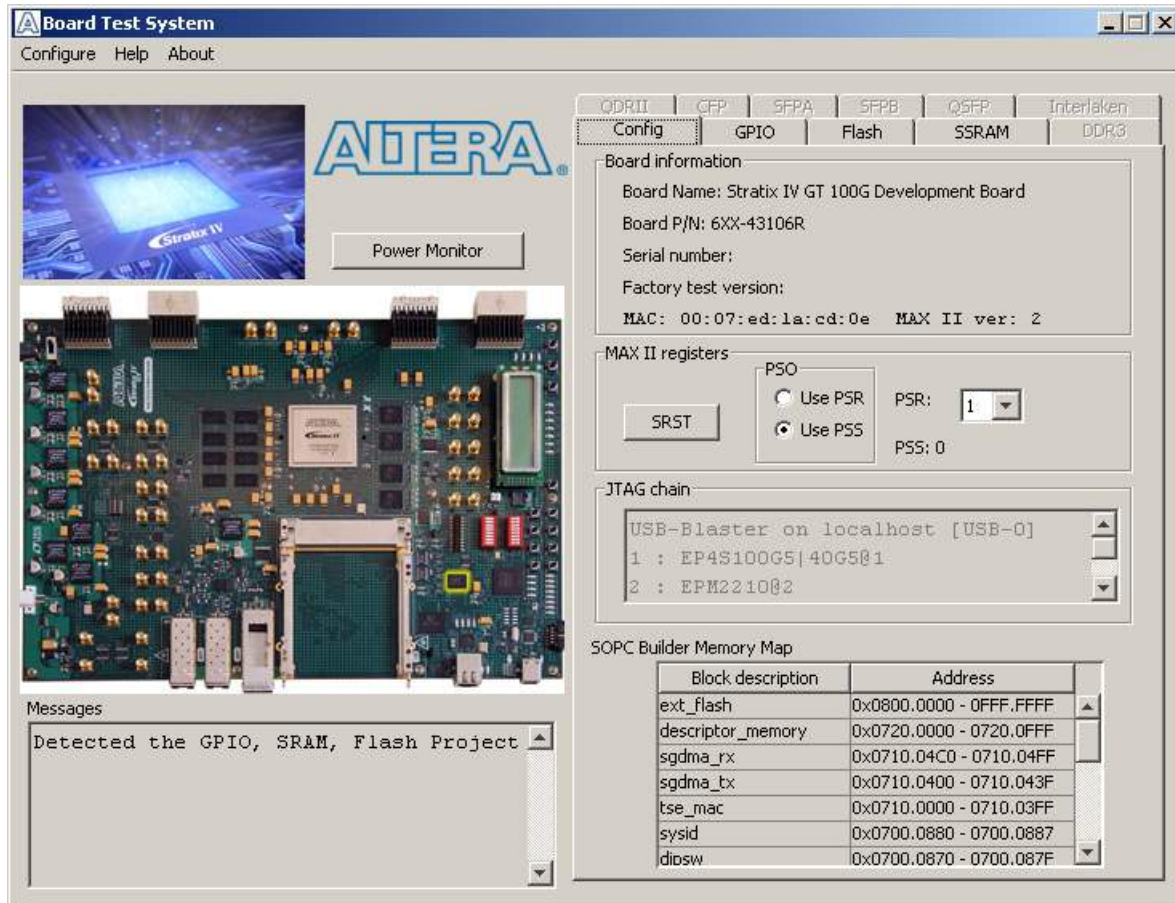 Board Test System
Configure Help About
Stratix IV
ALTERA®
Power Monitor
ALTERA
Stratix IV
Messages
Detected the GPIO, SRAM, Flash Project
QDRII CFP SFPA SFPB QSFP Interlaken
Config GPIO Flash SSRAM DDR3
Board information
Board Name: Stratix IV GT 100G Development Board
Board P/N: 6XX-43106R
Serial number:
Factory test version:
MAC: 00:07:ed:1a:cd:0e MAX II ver: 2
MAX II registers
SRST
PSO
Use PSR
Use PSS
PSR: 1
PSS: 0
JTAG chain
USB-Blaster on localhost [USB-0]
1 : EP4S100G5|40G5@1
2 : EPM2210@2
SOPC Builder Memory Map
Block description Address
ext_flash 0x0800.0000 - 0FFF.FFFF
descriptor_memory 0x0720.0000 - 0720.0FFF
sgdma_rx 0x0710.04C0 - 0710.04FF
sgdma_tx 0x0710.0400 - 0710.043F
tse_mac 0x0710.0000 - 0710.03FF
sysid 0x0700.0880 - 0700.0887
dipsw 0x0700.0870 - 0700.087F